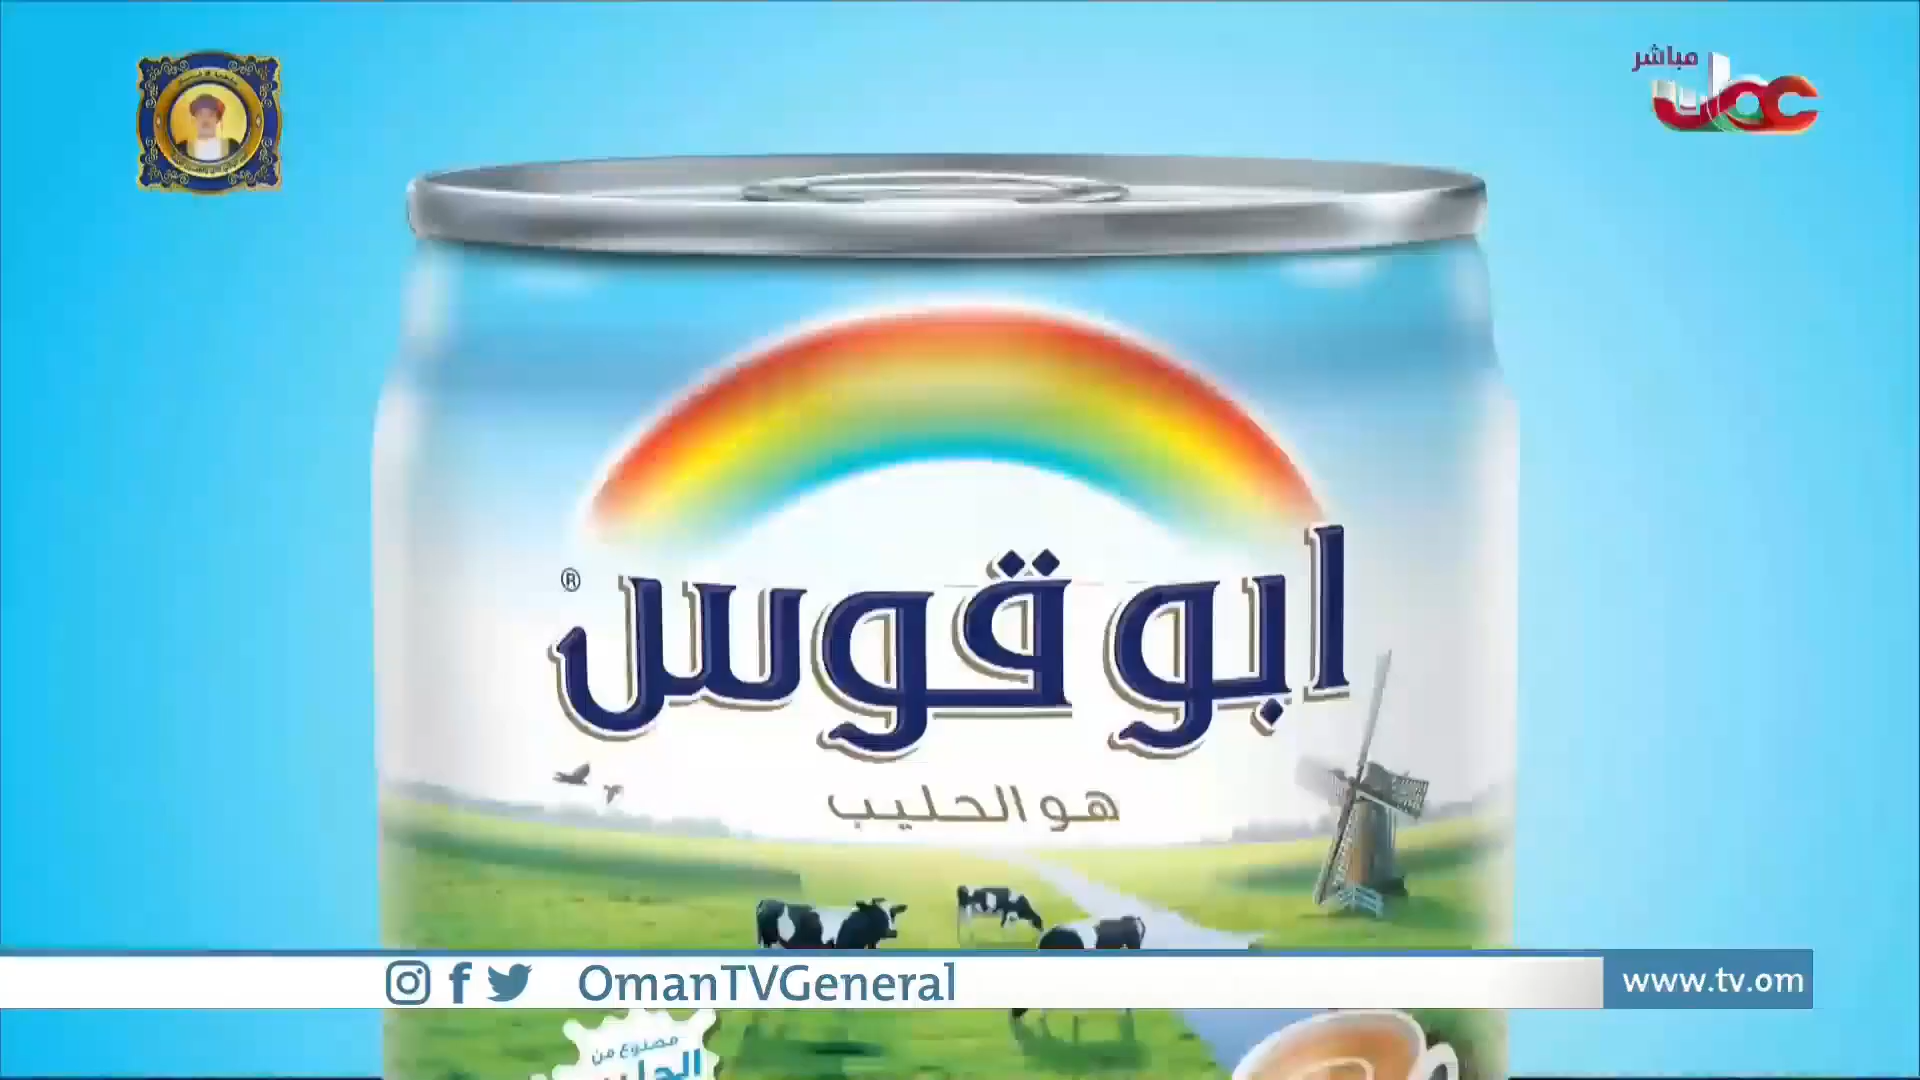 مباشر
عمان
ابو قوس
®
هو الحليب
OmanTVGeneral
www.tv.om
مصنوع من